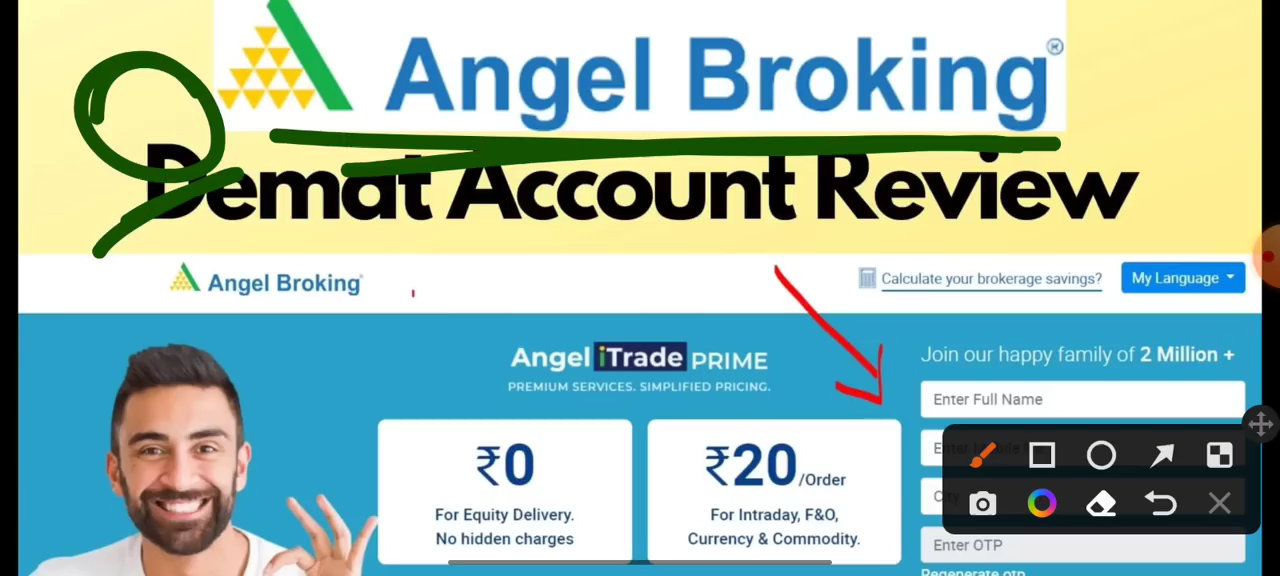 Angel Broking®
Demat Account Review
Angel Broking
Calculate your brokerage savings?
My Language
Angel iTrade PRIME
PREMIUM SERVICES. SIMPLIFIED PRICING.
Join our happy family of 2 Million +
Enter Full Name
₹0
For Equity Delivery.
No hidden charges
₹20/Order
For Intraday, F&O,
Currency & Commodity.
Enter OTP
Regenerate otp